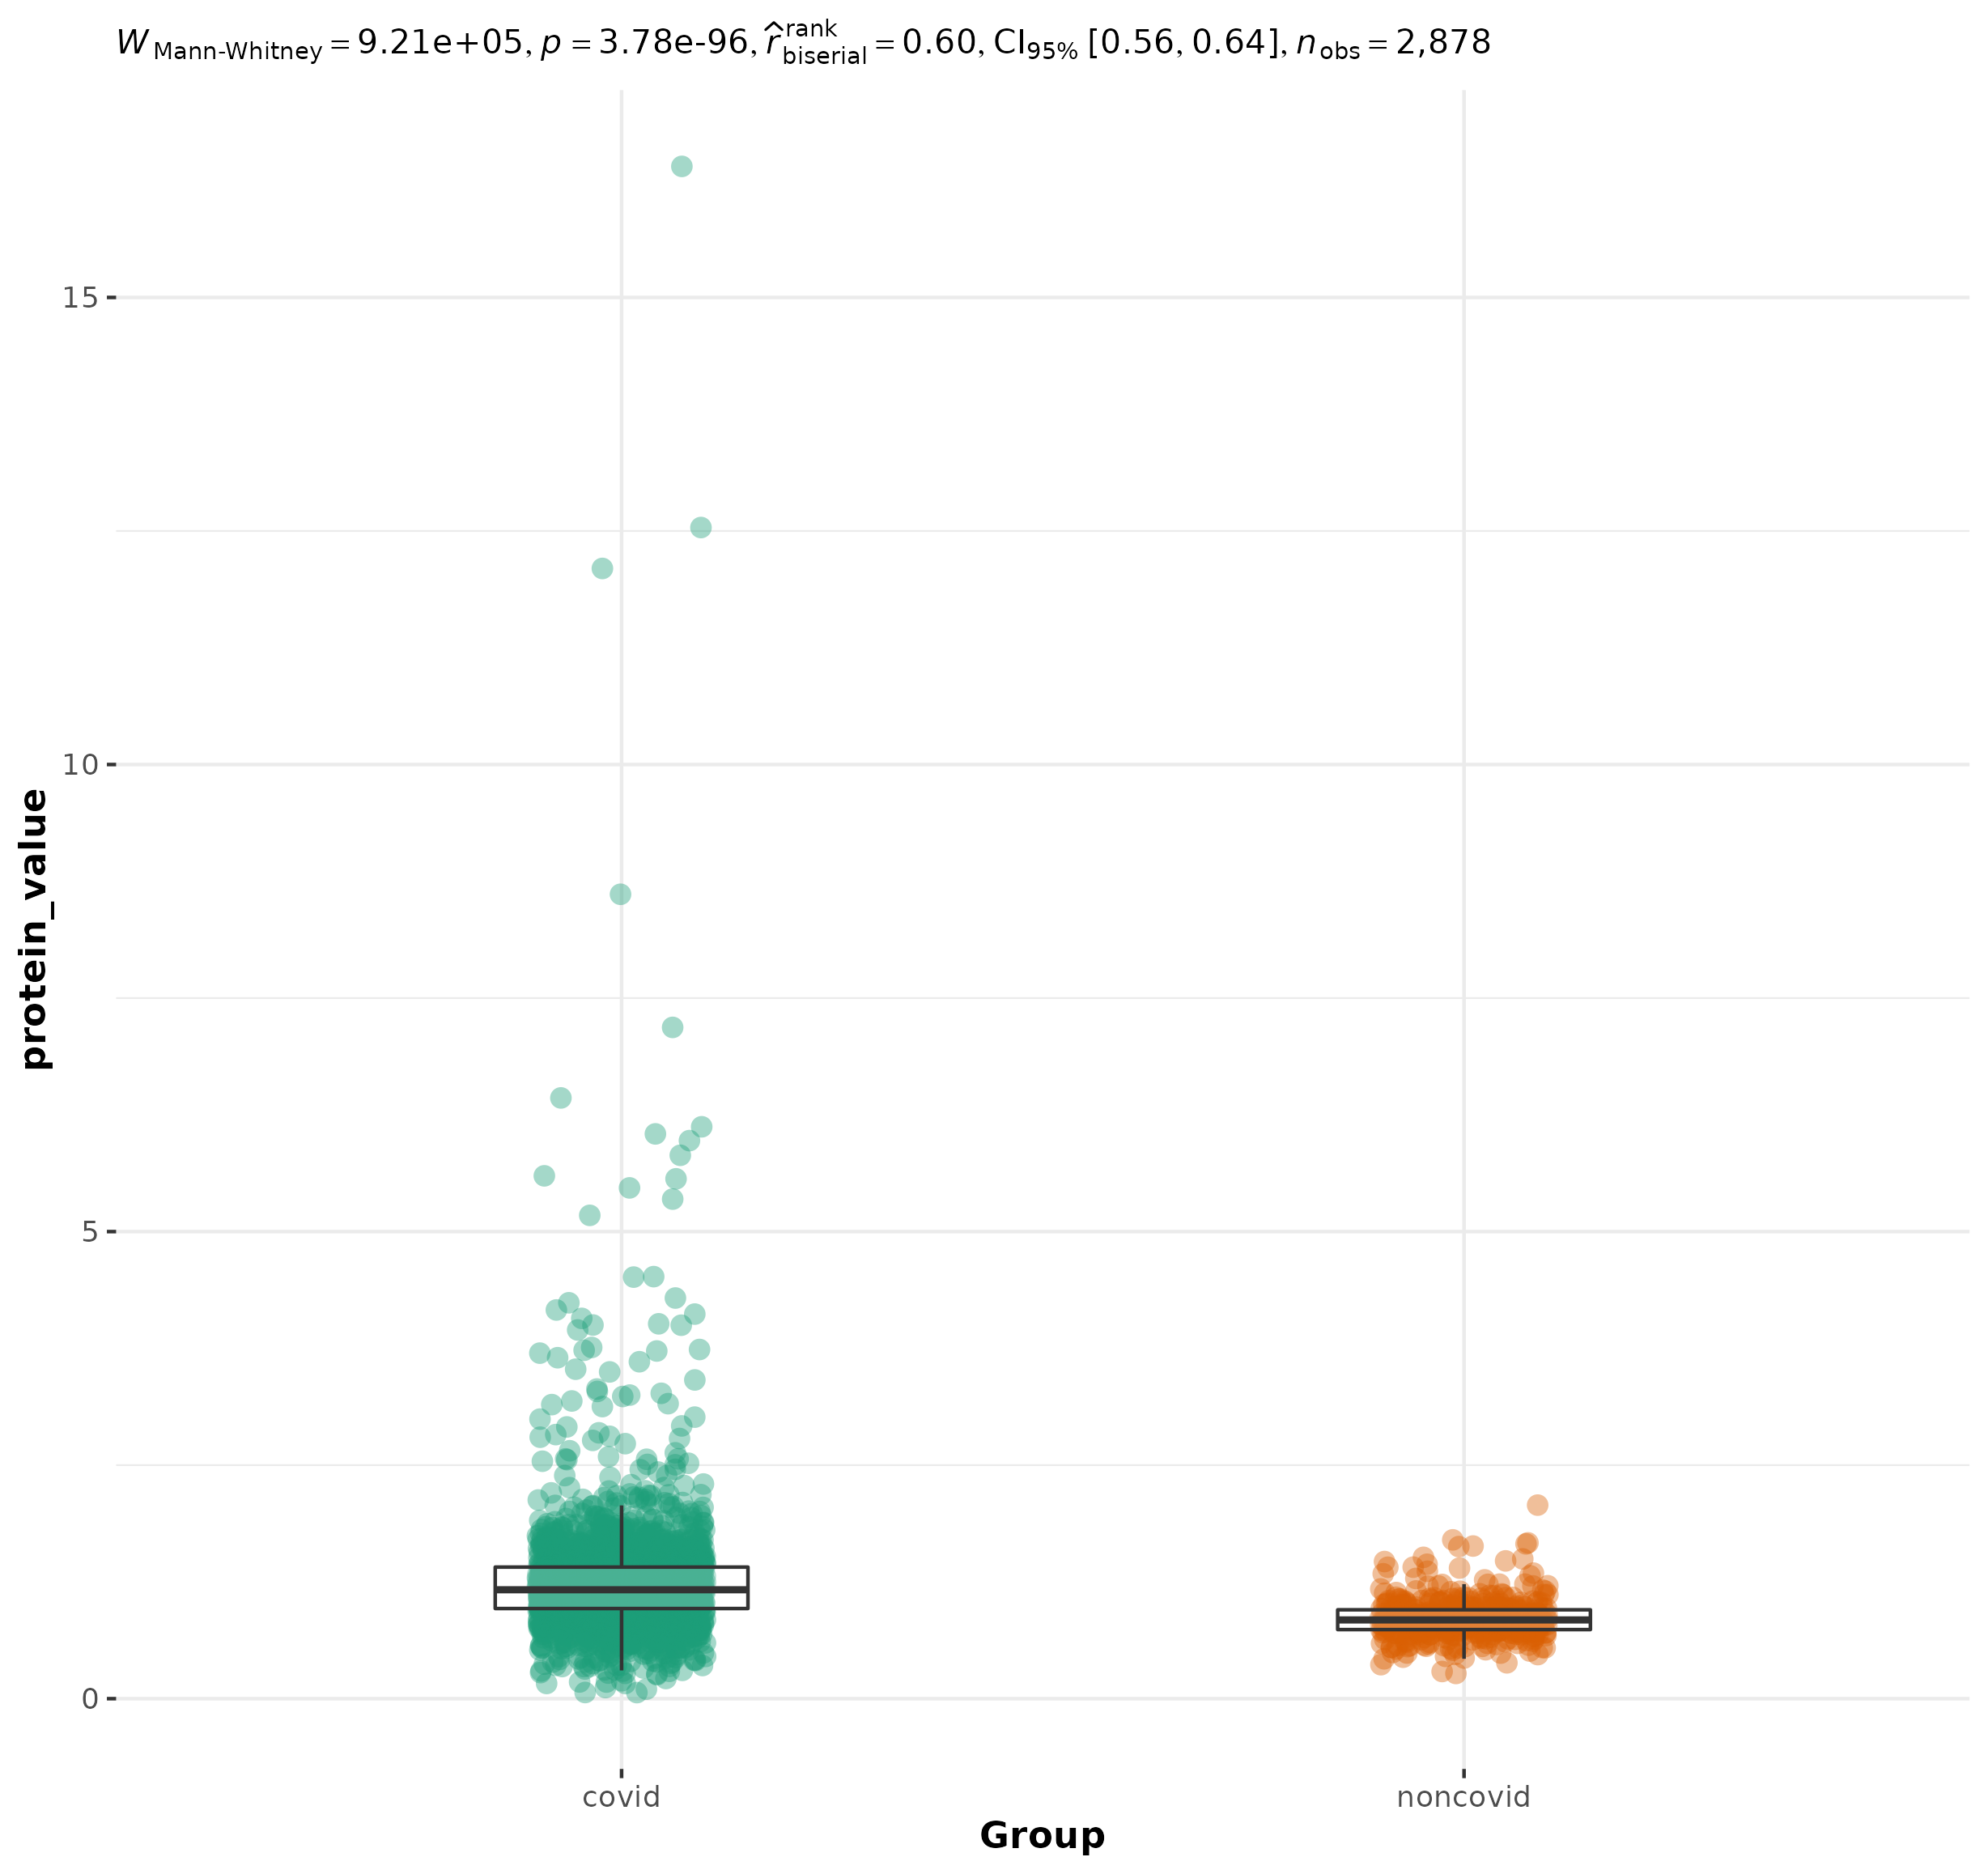 W Mann-Whitney = 9.21e+05, p = 3.78e-96, r̂ rank biserial = 0.60, CI95% [0.56, 0.64], nobs = 2,878
15
10
5
0
protein_value
covid noncovid
Group